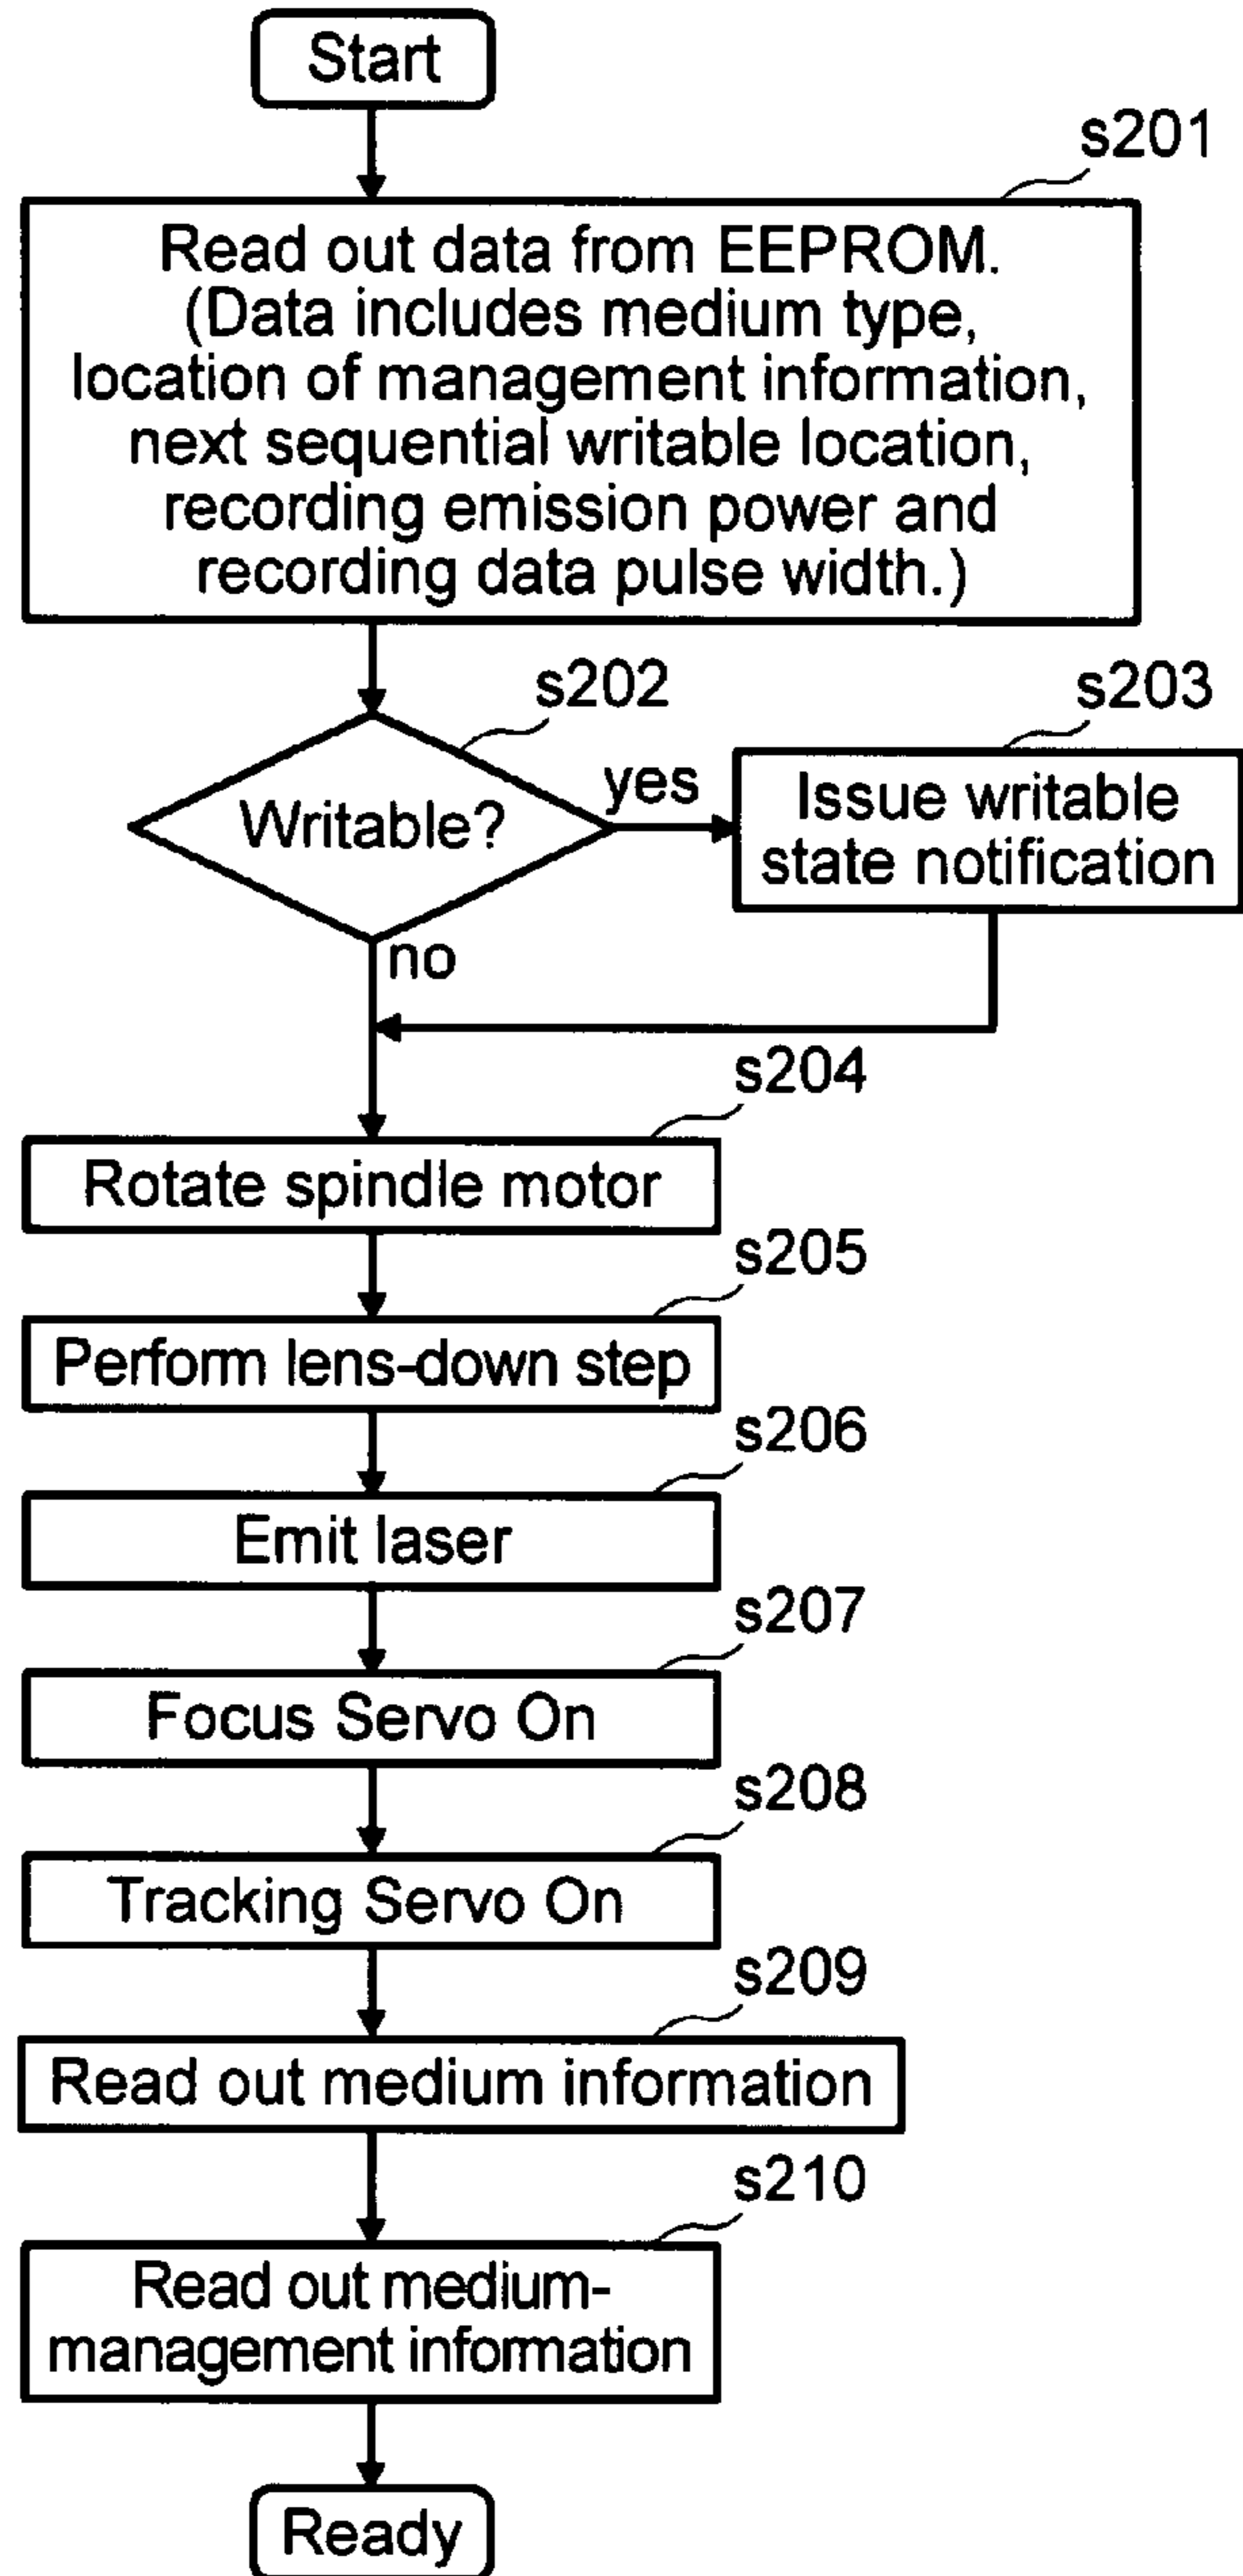 Start
s201
Read out data from EEPROM.
(Data includes medium type,
location of management information,
next sequential writable location,
recording emission power and
recording data pulse width.)
s202
s203
Writable?
yes
Issue writable
state notification
no
s204
Rotate spindle motor
s205
Perform lens-down step
s206
Emit laser
s207
Focus Servo On
s208
Tracking Servo On
s209
Read out medium information
s210
Read out medium-
management information
Ready